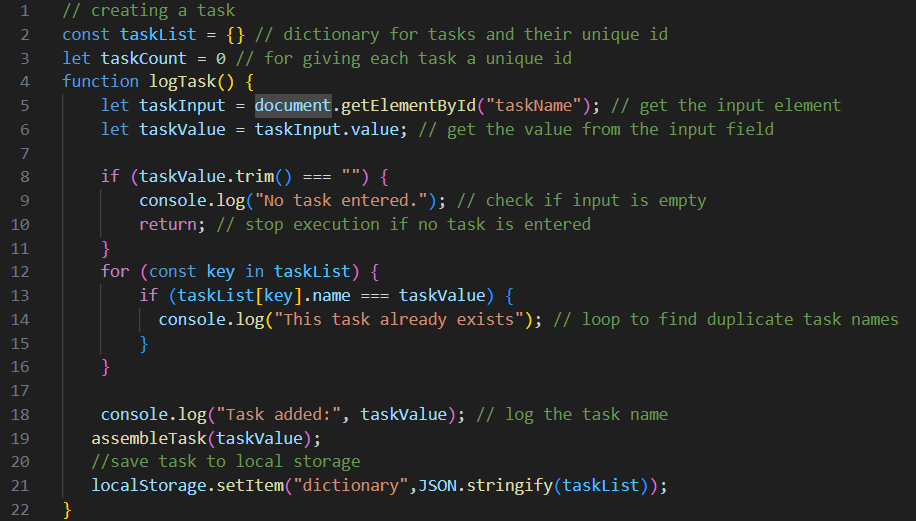 1 // creating a task
2 const taskList = {} // dictionary for tasks and their unique id
3 let taskCount = 0 // for giving each task a unique id
4 function logTask() {
5 let taskInput = document.getElementById("taskName"); // get the input element
6 let taskValue = taskInput.value; // get the value from the input field
7
8 if (taskValue.trim() === "") {
9 console.log("No task entered."); // check if input is empty
10 return; // stop execution if no task is entered
11 }
12 for (const key in taskList) {
13 if (taskList[key].name === taskValue) {
14 console.log("This task already exists"); // loop to find duplicate task names
15 }
16 }
17
18 console.log("Task added:", taskValue); // log the task name
19 assembleTask(taskValue);
20 //save task to local storage
21 localStorage.setItem("dictionary",JSON.stringify(taskList));
22 }